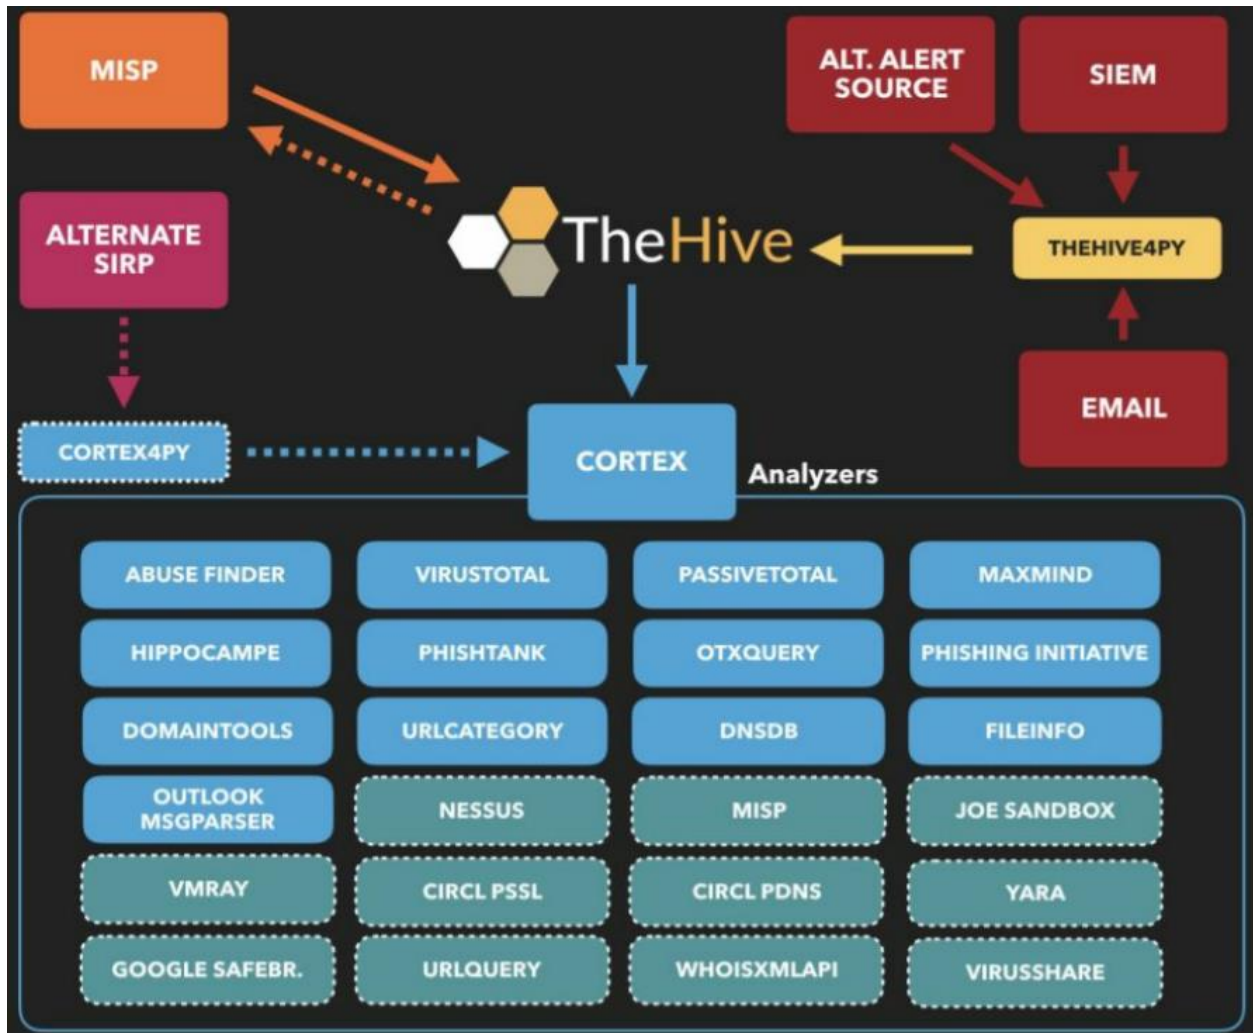 MISP
ALT. ALERT
SOURCE
SIEM
ALTERNATE
SIRP
TheHive
THEHIVE4PY
EMAIL
CORTEX4PY
CORTEX
Analyzers
ABUSE FINDER
VIRUSTOTAL
PASSIVETOTAL
MAXMIND
HIPPOCAMPE
PHISHTANK
OTXQUERY
PHISHING INITIATIVE
DOMAINTOOLS
URLCATEGORY
DNSDB
FILEINFO
OUTLOOK
MSGPARSER
NESSUS
MISP
JOE SANDBOX
VMRAY
CIRCL PSSL
CIRCL PDNS
YARA
GOOGLE SAFEBR.
URLQUERY
WHOISXMLAPI
VIRUSSHARE